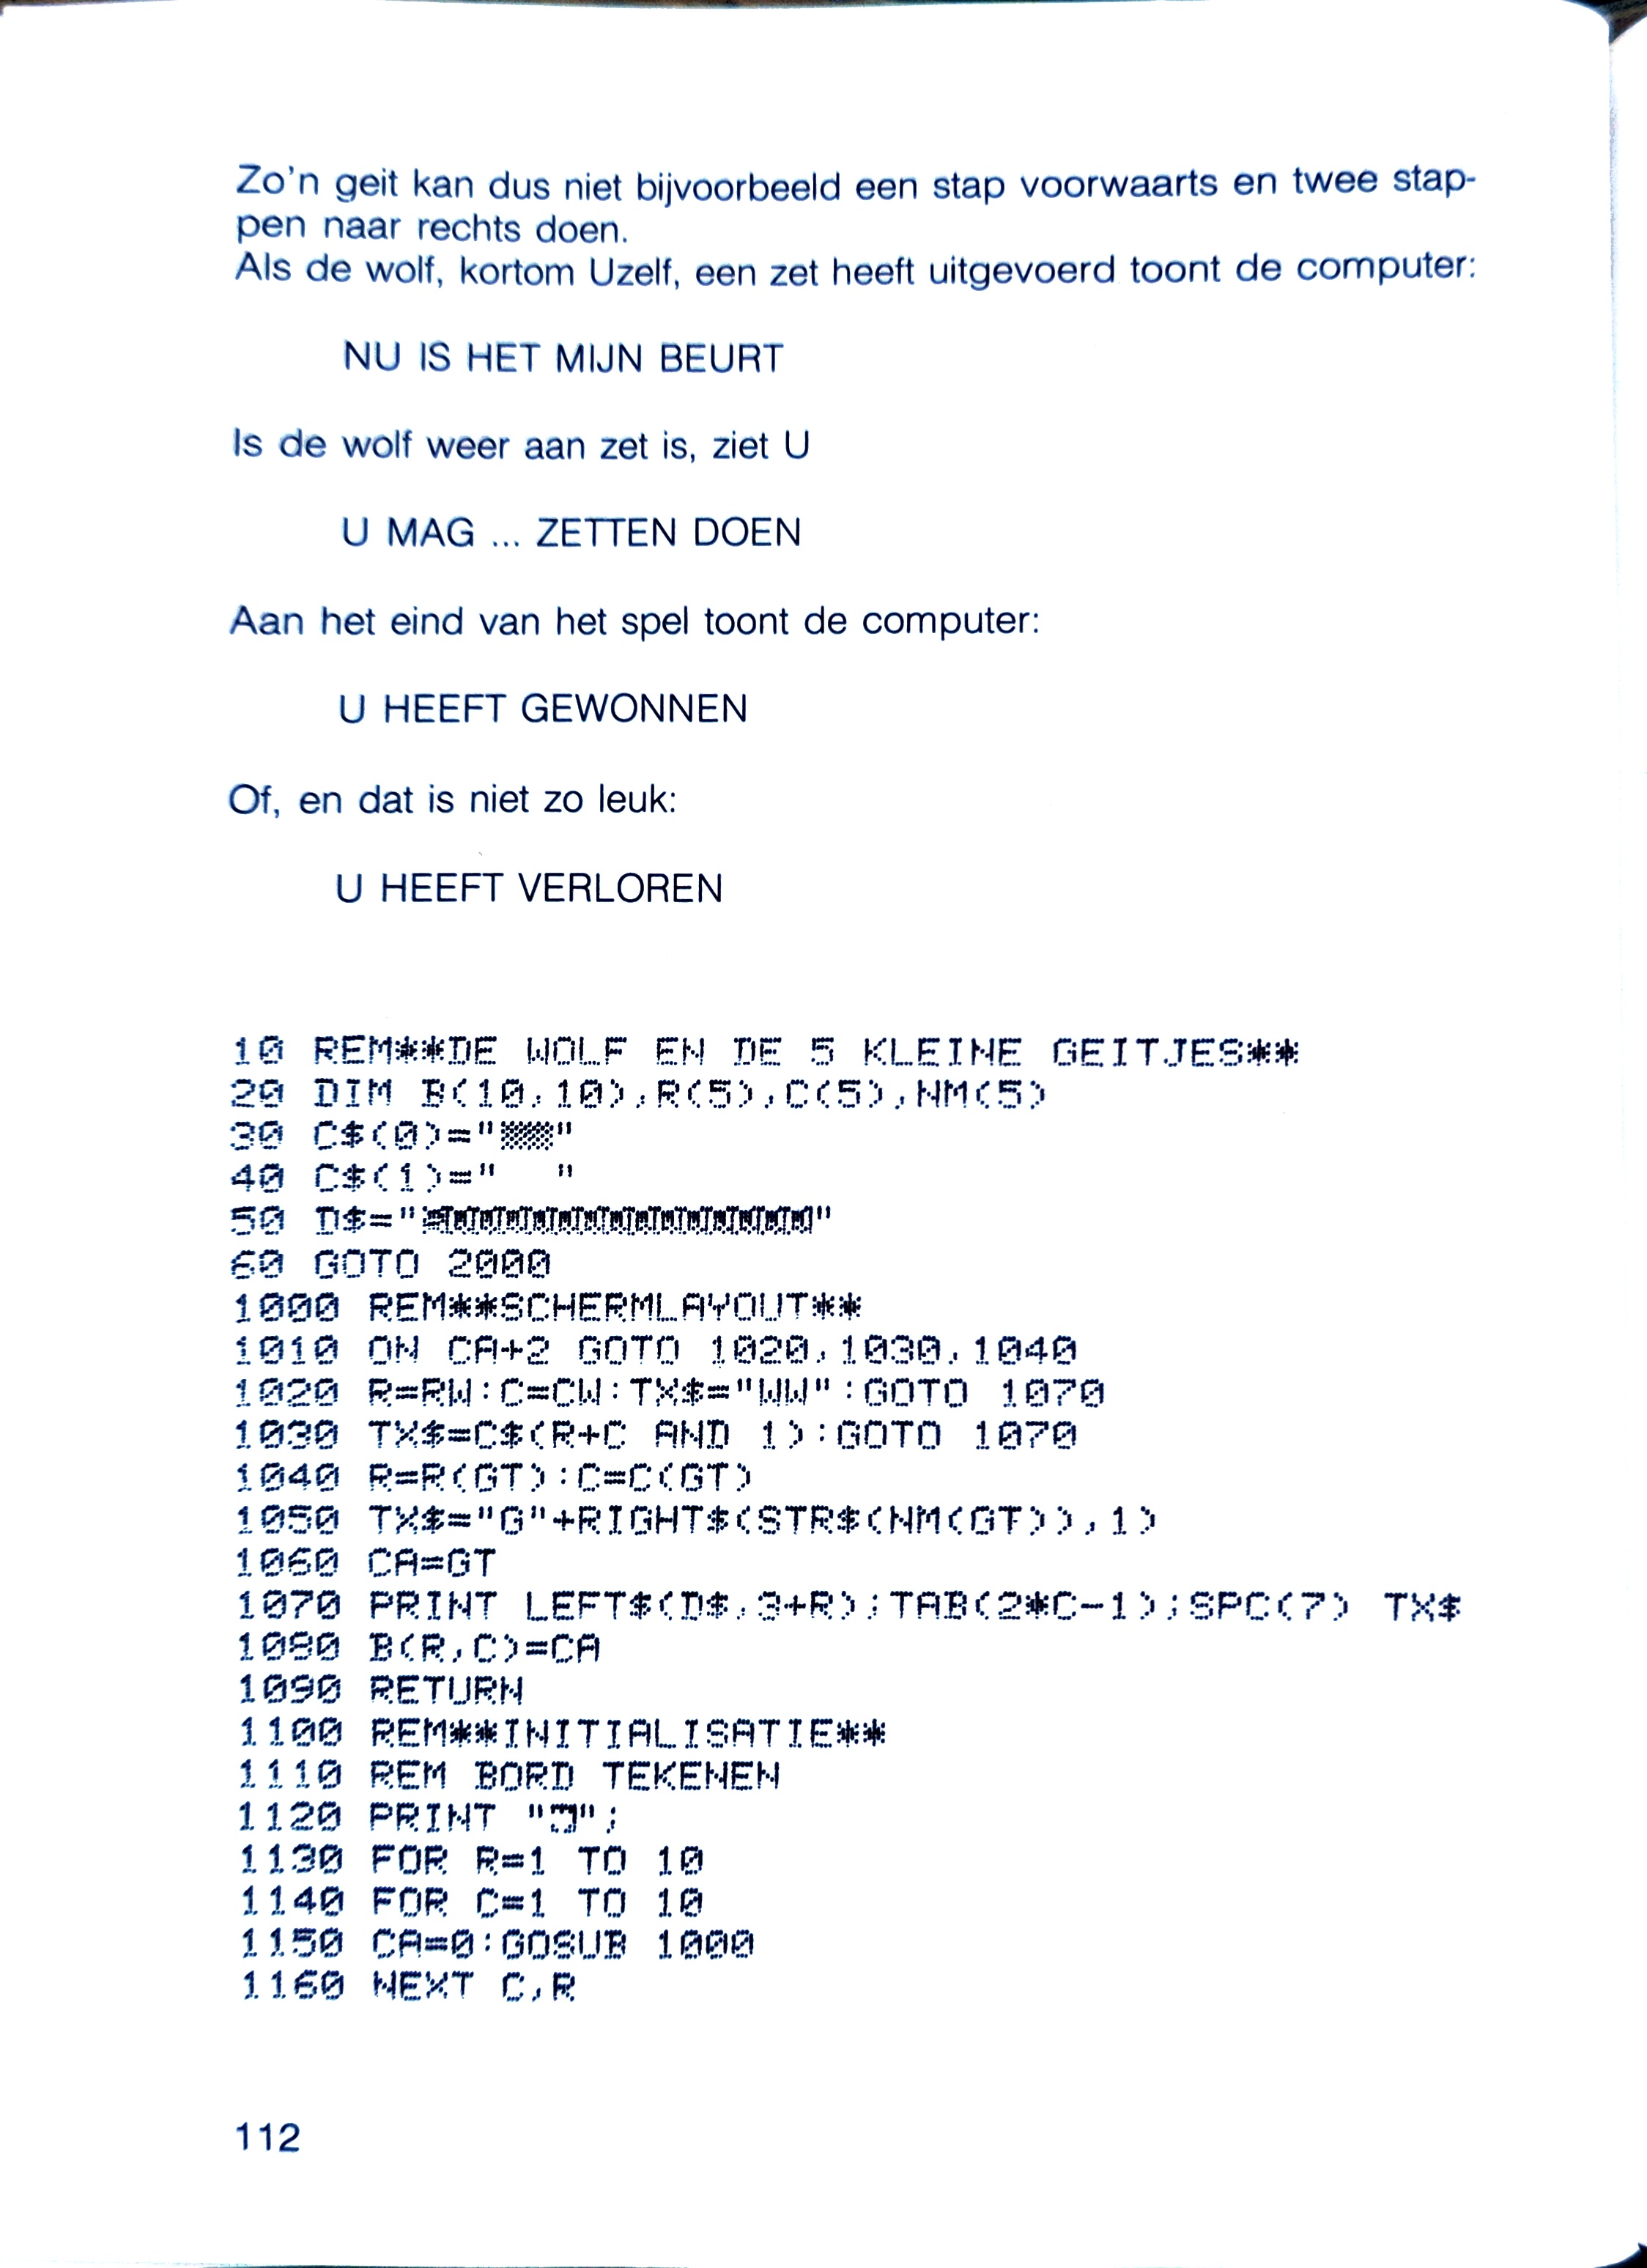 Zo'n geit kan dus niet bijvoorbeeld een stap voorwaarts en twee stap-
pen naar rechts doen.
Als de wolf, kortom Uzelf, een zet heeft uitgevoerd toont de computer:
NU IS HET MIJN BEURT
Is de wolf weer aan zet is, ziet U
U MAG ... ZETTEN DOEN
Aan het eind van het spel toont de computer:
U HEEFT GEWONNEN
Of, en dat is niet zo leuk:
U HEEFT VERLOREN
10 REM**DE WOLF EN DE 5 KLEINE GEITJES**
20 DIM B(10,10),R(5),C(5),NM(5)
30 C$(0)="▒▒"
40 C$(1)="  "
50 D$=""
60 GOTO 2000
1000 REM**SCHERMLAYOUT**
1010 ON CA+2 GOTO 1020,1030,1040
1020 R=RW:C=CW:TX$="WW":GOTO 1070
1030 TX$=C$(R+C AND 1):GOTO 1070
1040 R=R(GT):C=C(GT)
1050 TX$="G"+RIGHT$(STR$(NM(GT)),1)
1060 CA=GT
1070 PRINT LEFT$(D$,3+R);TAB(2*C-1);SPC(7) TX$
1080 B(R,C)=CA
1090 RETURN
1100 REM**INITIALISATIE**
1110 REM BORD TEKENEN
1120 PRINT "";
1130 FOR R=1 TO 10
1140 FOR C=1 TO 10
1150 CA=0:GOSUB 1000
1160 NEXT C,R
112